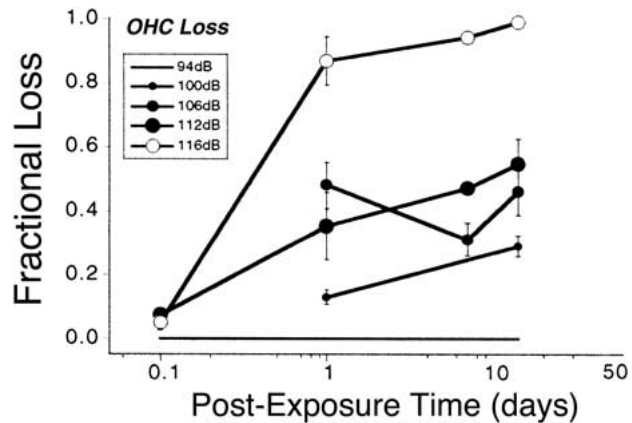 OHC Loss
94dB
100dB
106dB
112dB
116dB
Fractional Loss
1.0
0.8
0.6
0.4
0.2
0.0
0.1
1
10
50
Post-Exposure Time (days)